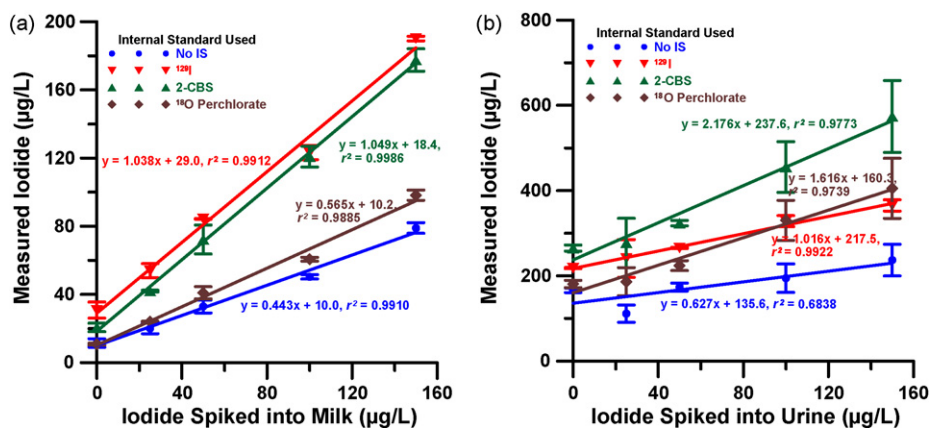 (a)
Measured Iodide (µg/L)
200
160
120
80
40
0
Internal Standard Used
No IS
¹²⁹I
2-CBS
¹⁸O Perchlorate
y = 1.038x + 29.0, r² = 0.9912
y = 1.049x + 18.4,
r² = 0.9986
y = 0.565x + 10.2,
r² = 0.9885
y = 0.443x + 10.0, r² = 0.9910
0 40 80 120 160
Iodide Spiked into Milk (µg/L)
(b)
Measured Iodide (µg/L)
800
600
400
200
0
Internal Standard Used
No IS
¹²⁹I
2-CBS
¹⁸O Perchlorate
y = 2.176x + 237.6, r² = 0.9773
y = 1.616x + 160.3,
r² = 0.9739
y = 1.016x + 217.5,
r² = 0.9922
y = 0.627x + 135.6, r² = 0.6838
0 40 80 120 160
Iodide Spiked into Urine (µg/L)